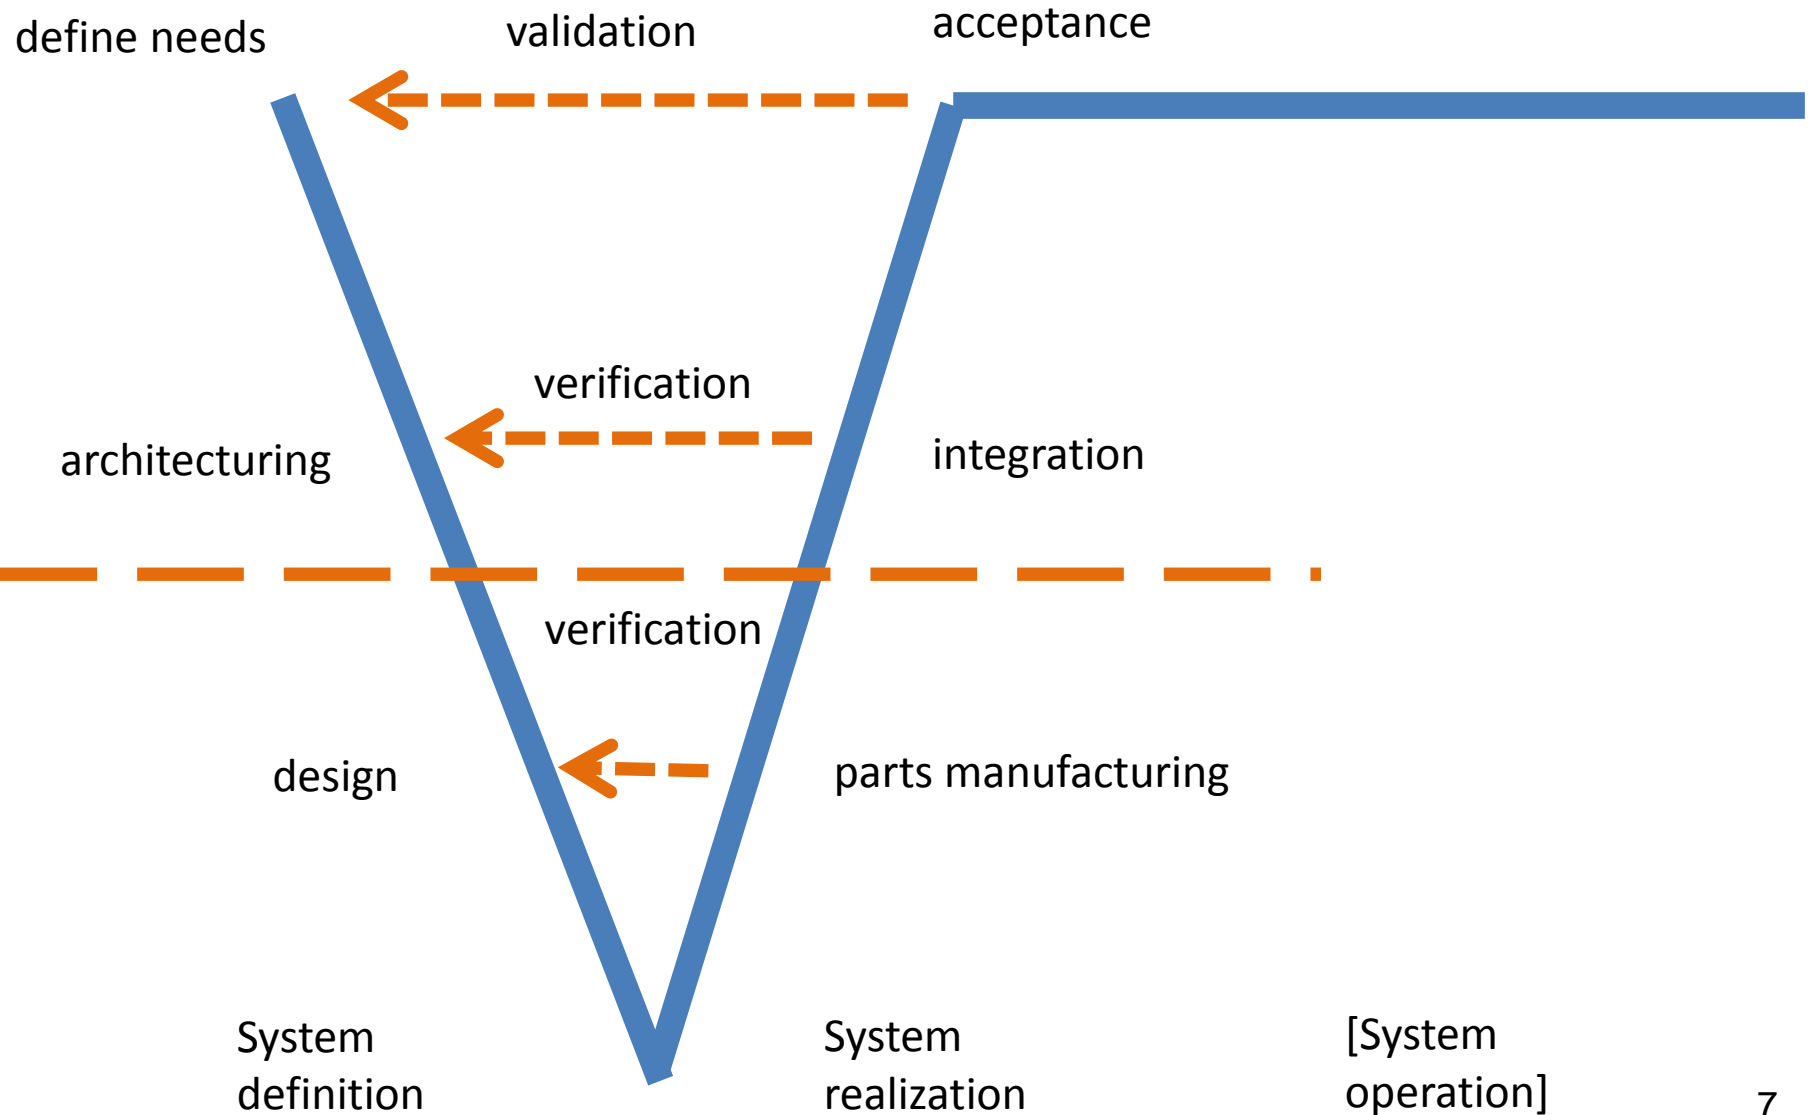 define needs
validation
acceptance
verification
architecturing
integration
verification
design
parts manufacturing
System
definition
System
realization
[System
operation]
7